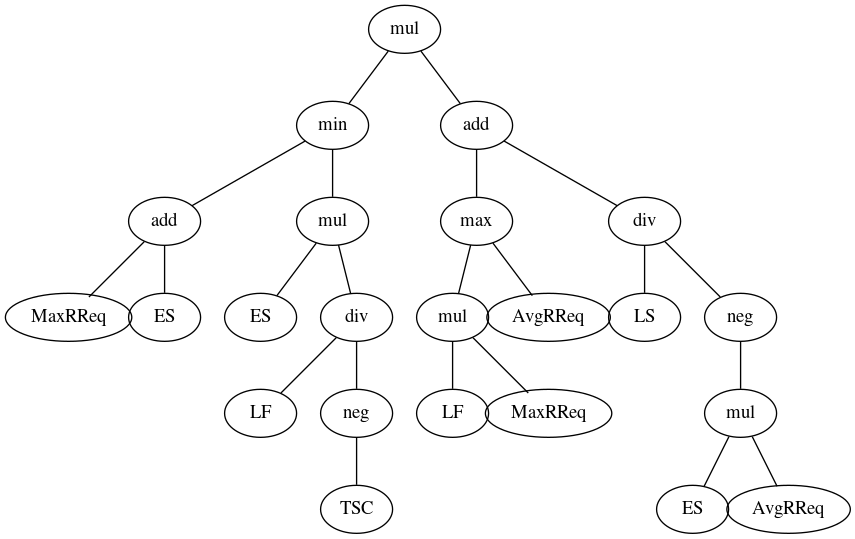 mul
min add
add mul max div
MaxRReq ES ES div mul AvgRReq LS neg
LF neg LF MaxRReq mul
TSC ES AvgRReq